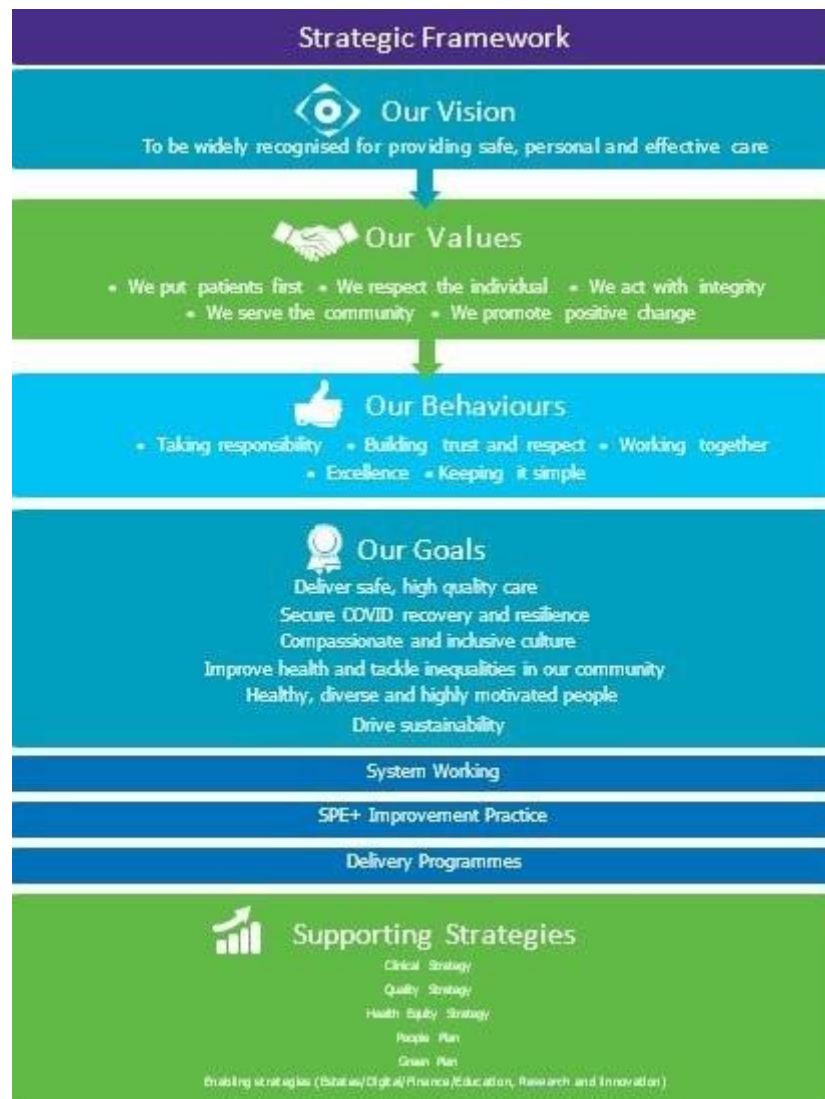 Strategic Framework
Our Vision
To be widely recognised for providing safe, personal and effective care
Our Values
• We put patients first • We respect the individual • We act with integrity
• We serve the community • We promote positive change
Our Behaviours
• Taking responsibility • Building trust and respect • Working together
• Excellence • Keeping it simple
Our Goals
Deliver safe, high quality care
Secure COVID recovery and resilience
Compassionate and inclusive culture
Improve health and tackle inequalities in our community
Healthy, diverse and highly motivated people
Drive sustainability
System Working
SPE+ Improvement Practice
Delivery Programmes
Supporting Strategies
Clinical Strategy
Quality Strategy
Health Equity Strategy
People Plan
Green Plan
Enabling strategies (Estates/Digital/Finance/Education, Research and Innovation)